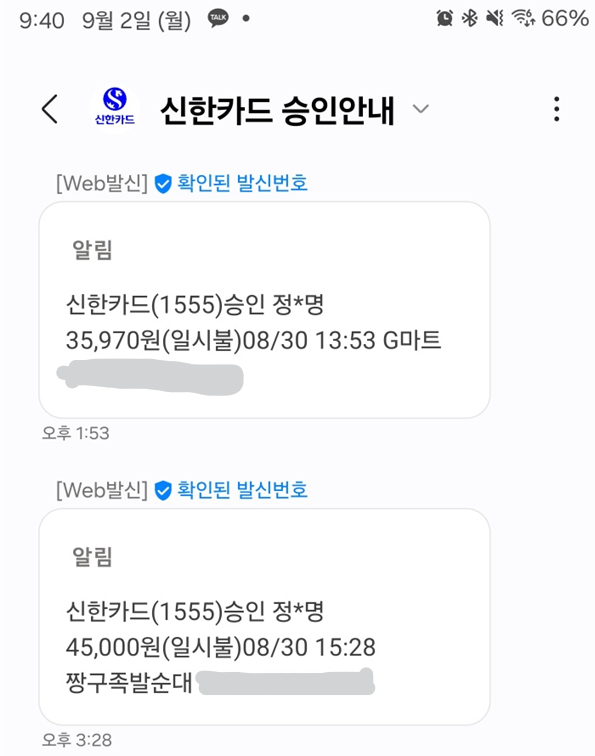 9:40 9월 2일 (월) TALK
66%
신한카드 신한카드 승인안내
[Web발신] 확인된 발신번호
알림
신한카드(1555)승인 정*명
35,970원(일시불)08/30 13:53 G마트
오후 1:53
[Web발신] 확인된 발신번호
알림
신한카드(1555)승인 정*명
45,000원(일시불)08/30 15:28
짱구족발순대
오후 3:28